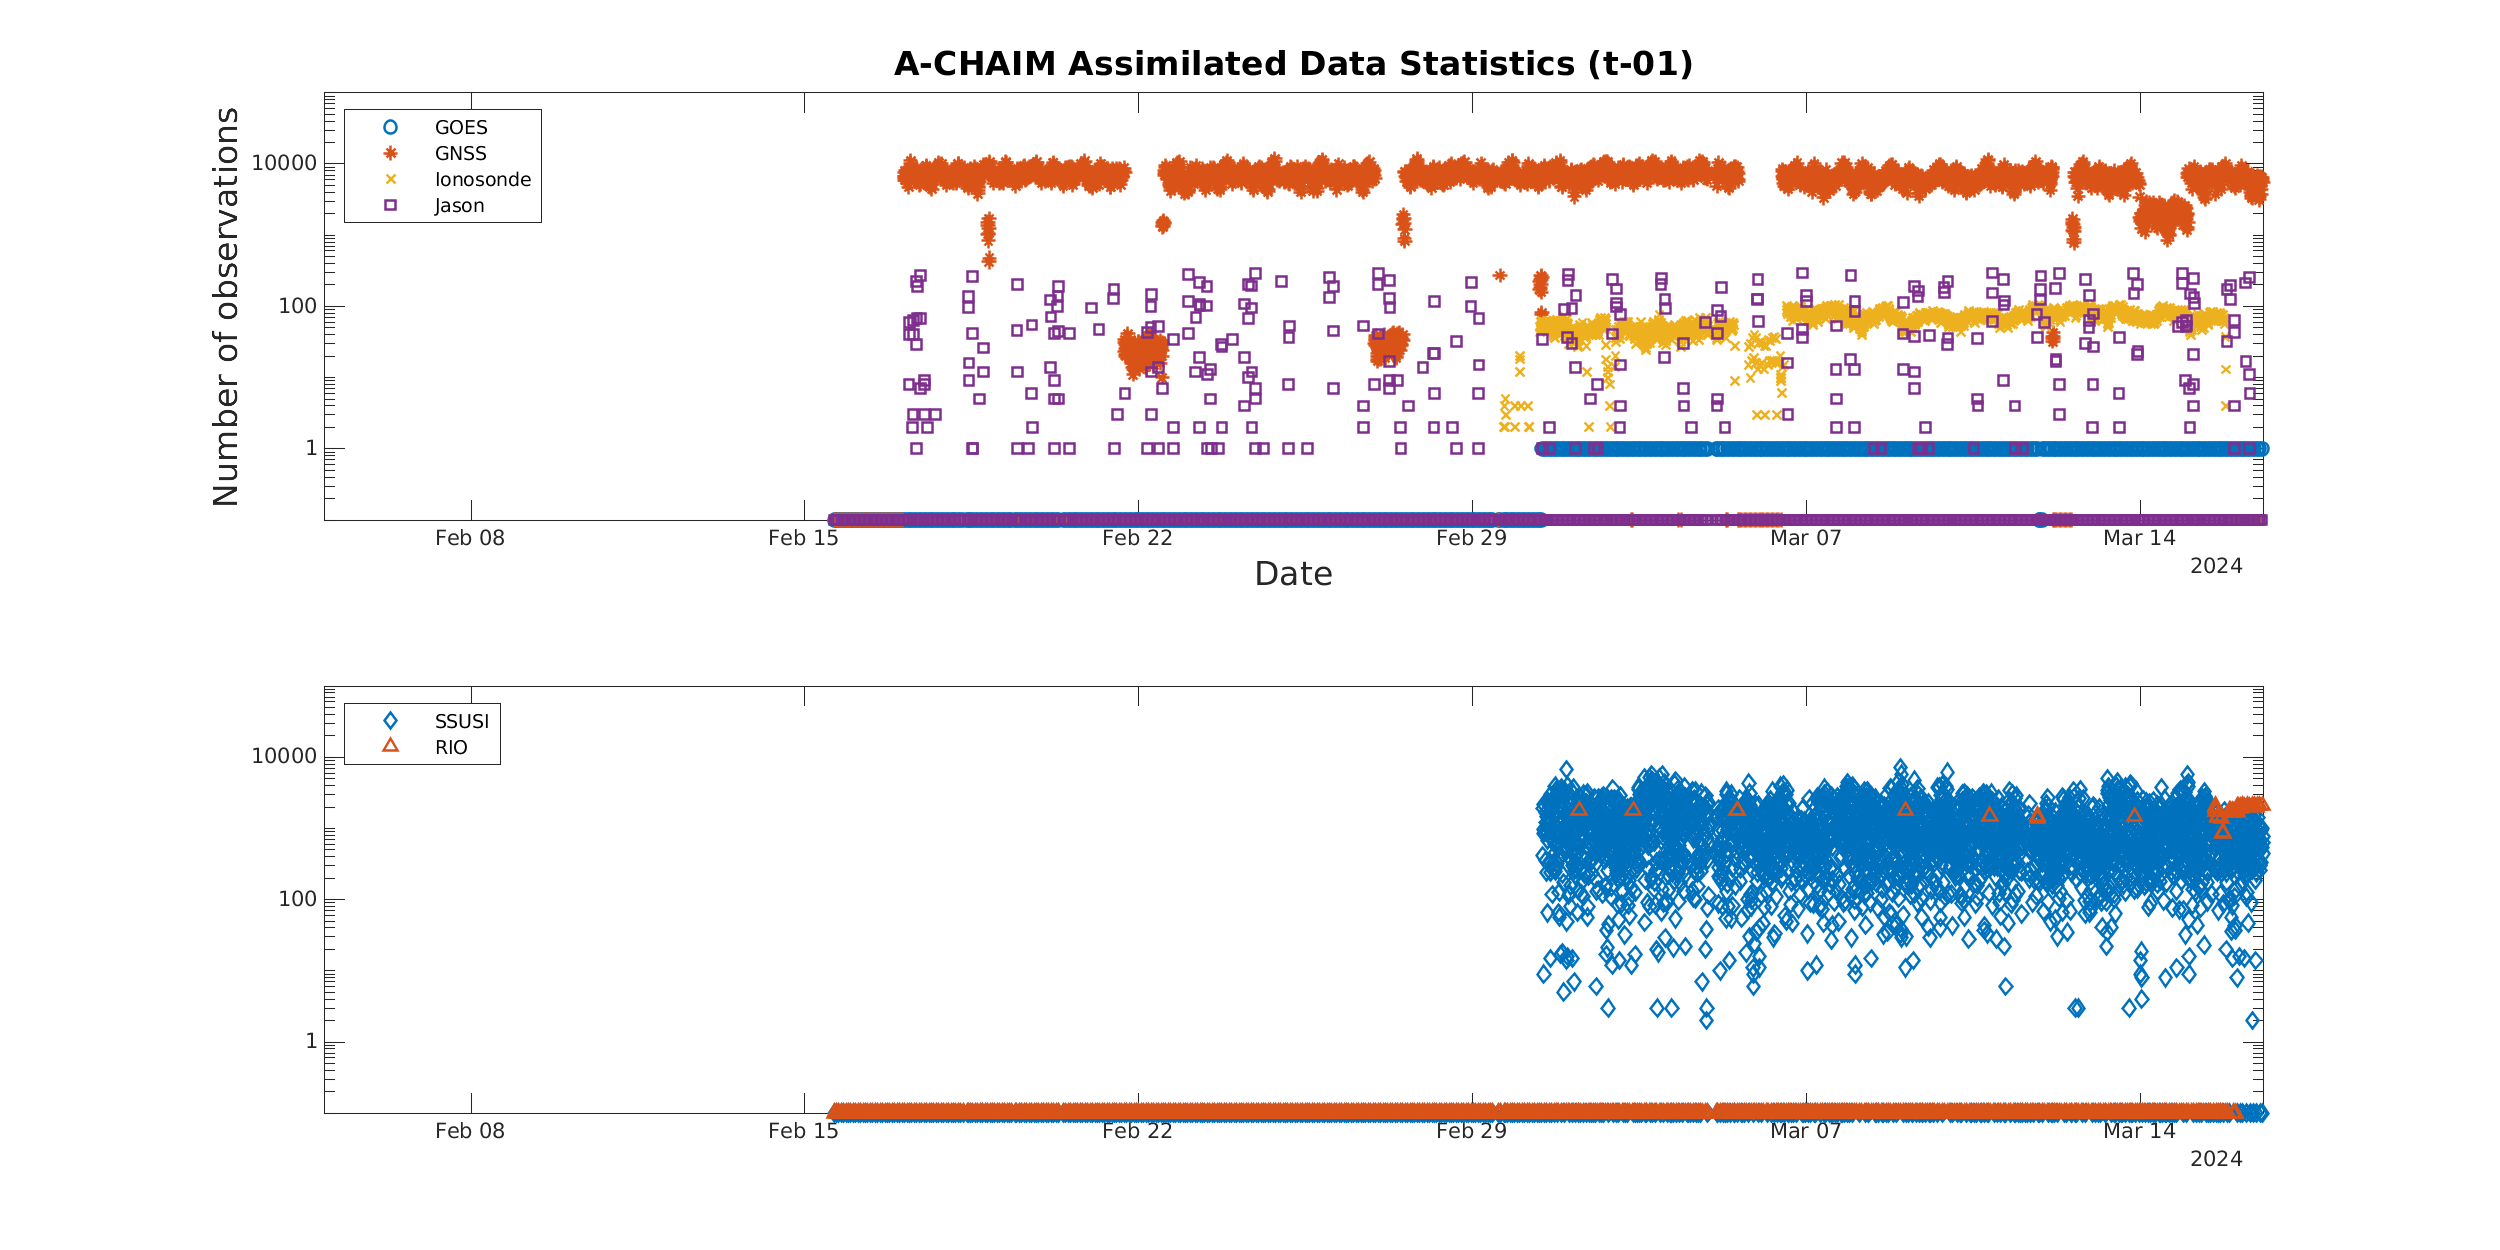 A-CHAIM Assimilated Data Statistics (t-01)
Number of observations
10000
100
1
GOES
GNSS
Ionosonde
Jason
Feb 08
Feb 15
Feb 22
Feb 29
Mar 07
Mar 14
2024
Date
10000
100
1
SSUSI
RIO
Feb 08
Feb 15
Feb 22
Feb 29
Mar 07
Mar 14
2024